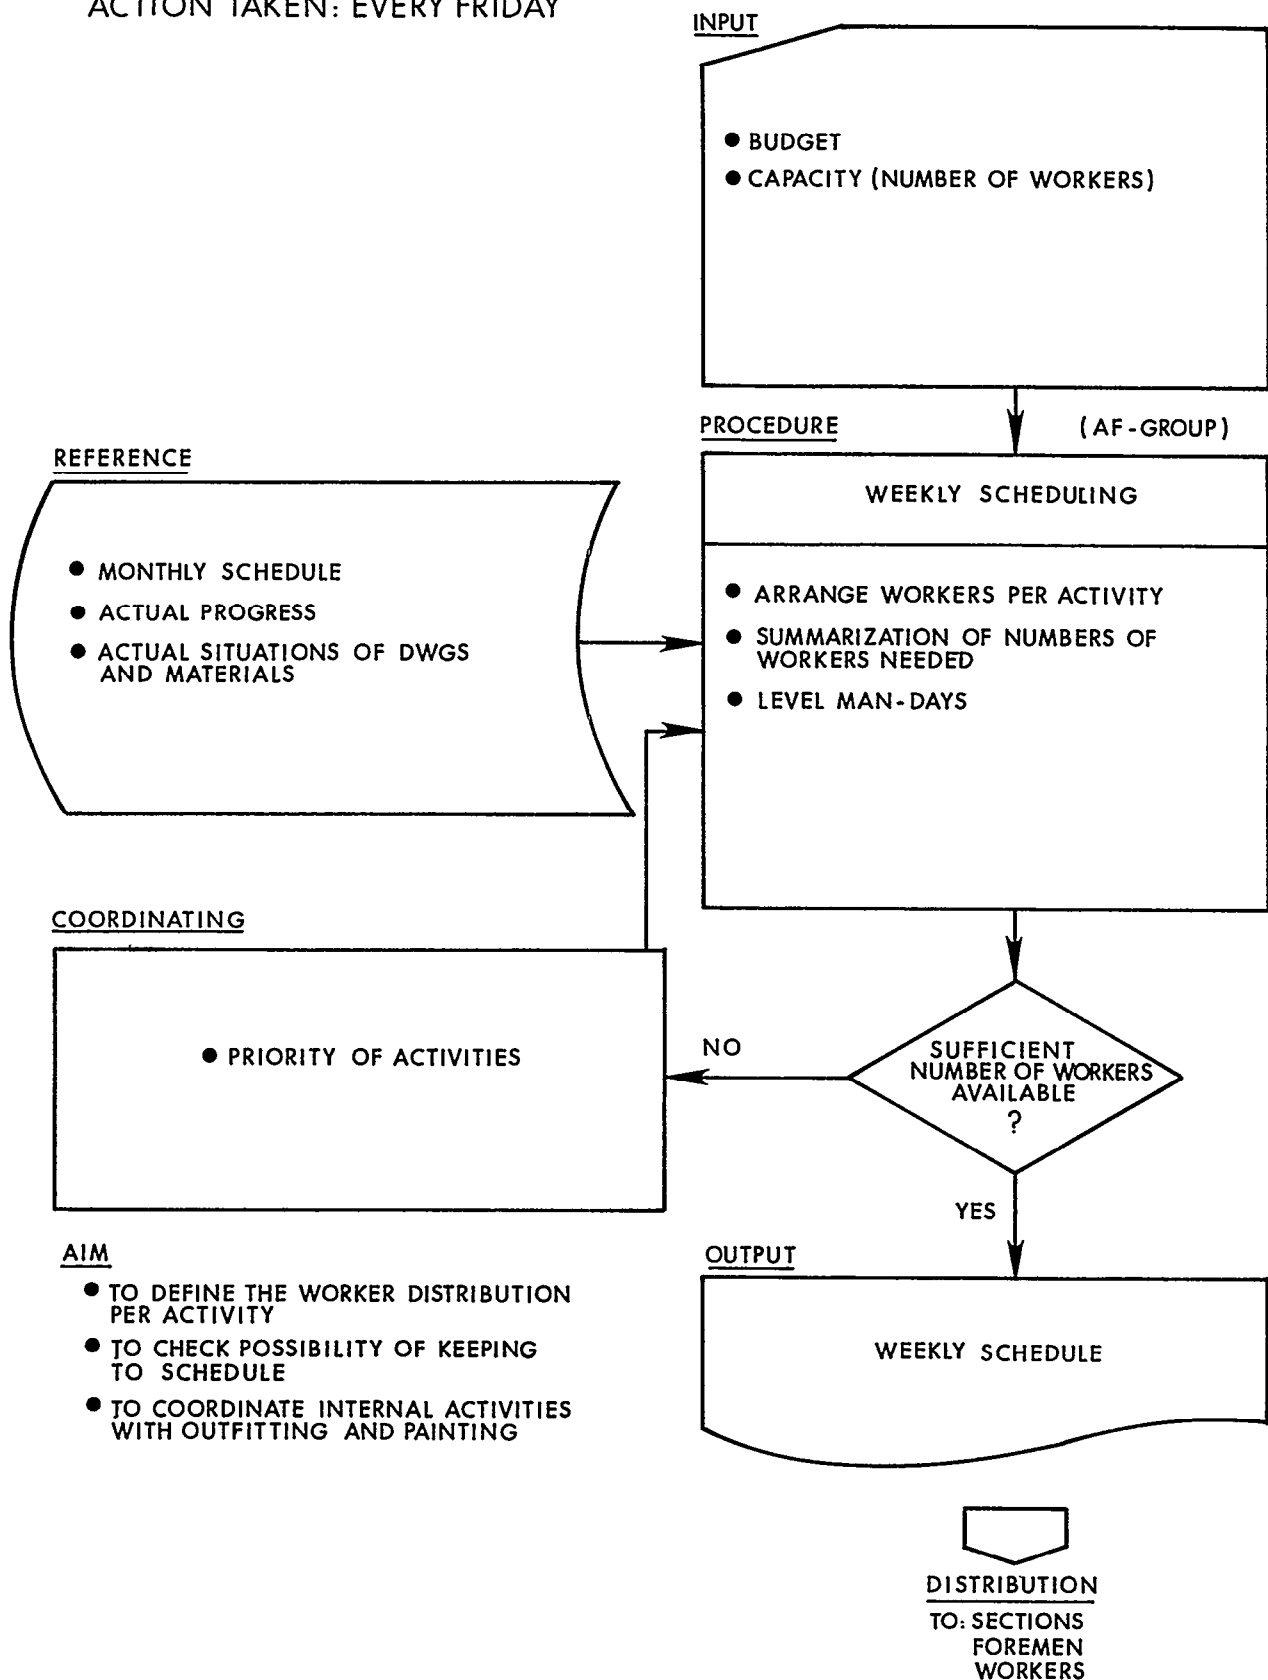 ACTION TAKEN: EVERY FRIDAY
INPUT
● BUDGET
● CAPACITY (NUMBER OF WORKERS)
PROCEDURE
(AF-GROUP)
WEEKLY SCHEDULING
● ARRANGE WORKERS PER ACTIVITY
● SUMMARIZATION OF NUMBERS OF
WORKERS NEEDED
● LEVEL MAN-DAYS
REFERENCE
● MONTHLY SCHEDULE
● ACTUAL PROGRESS
● ACTUAL SITUATIONS OF DWGS
AND MATERIALS
COORDINATING
● PRIORITY OF ACTIVITIES
NO
SUFFICIENT
NUMBER OF WORKERS
AVAILABLE
?
YES
AIM
● TO DEFINE THE WORKER DISTRIBUTION
PER ACTIVITY
● TO CHECK POSSIBILITY OF KEEPING
TO SCHEDULE
● TO COORDINATE INTERNAL ACTIVITIES
WITH OUTFITTING AND PAINTING
OUTPUT
WEEKLY SCHEDULE
DISTRIBUTION
TO: SECTIONS
FOREMEN
WORKERS